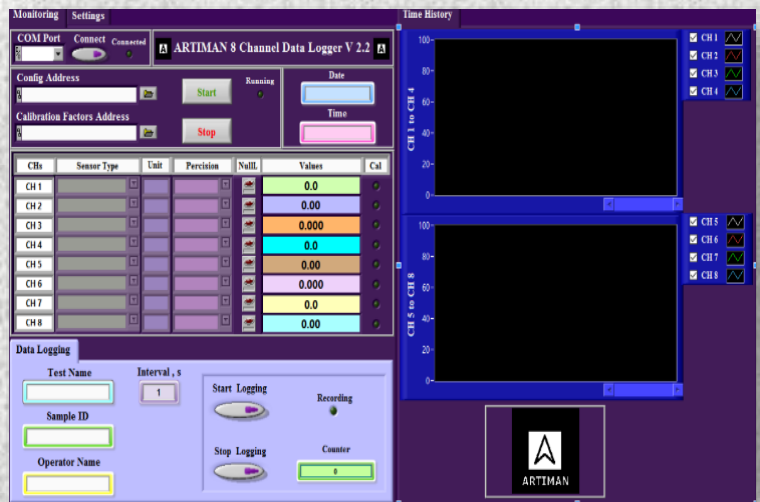 Monitoring Settings
COM Port Connect Connected
ARTIMAN 8 Channel Data Logger V 2.2
Config Address
Start Running
Date
Calibration Factors Address
Stop
Time
CHs Sensor Type Unit Percision Null. Values Cal
CH 1 0.0
CH 2 0.00
CH 3 0.000
CH 4 0.0
CH 5 0.00
CH 6 0.000
CH 7 0.0
CH 8 0.00
Data Logging
Test Name Interval , s
1
Sample ID
Operator Name
Start Logging Recording
Stop Logging Counter
0
Time History
CH 1 to CH 4
100-
80-
60-
40-
20-
0-
CH 1
CH 2
CH 3
CH 4
CH 5 to CH 8
100-
80-
60-
40-
20-
0-
CH 5
CH 6
CH 7
CH 8
ARTIMAN